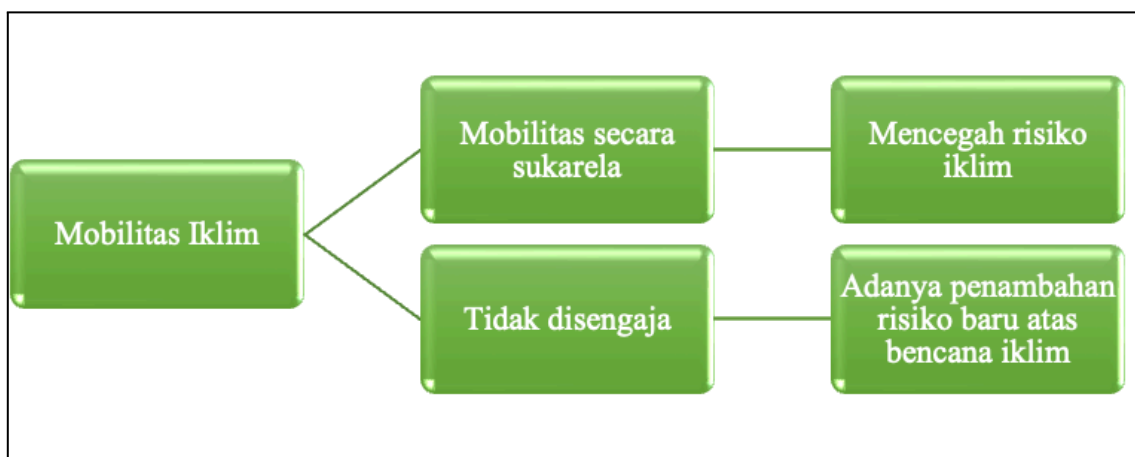 Mobilitas Iklim
Mobilitas secara
sukarela
Mencegah risiko
iklim
Tidak disengaja
Adanya penambahan
risiko baru atas
bencana iklim